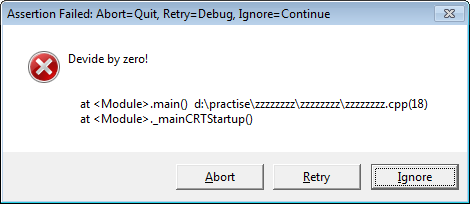 Assertion Failed: Abort=Quit, Retry=Debug, Ignore=Continue
Devide by zero!
at <Module>.main()  d:\practise\zzzzzzzz\zzzzzzzz\zzzzzzzz.cpp(18)
at <Module>._mainCRTStartup()
Abort Retry Ignore